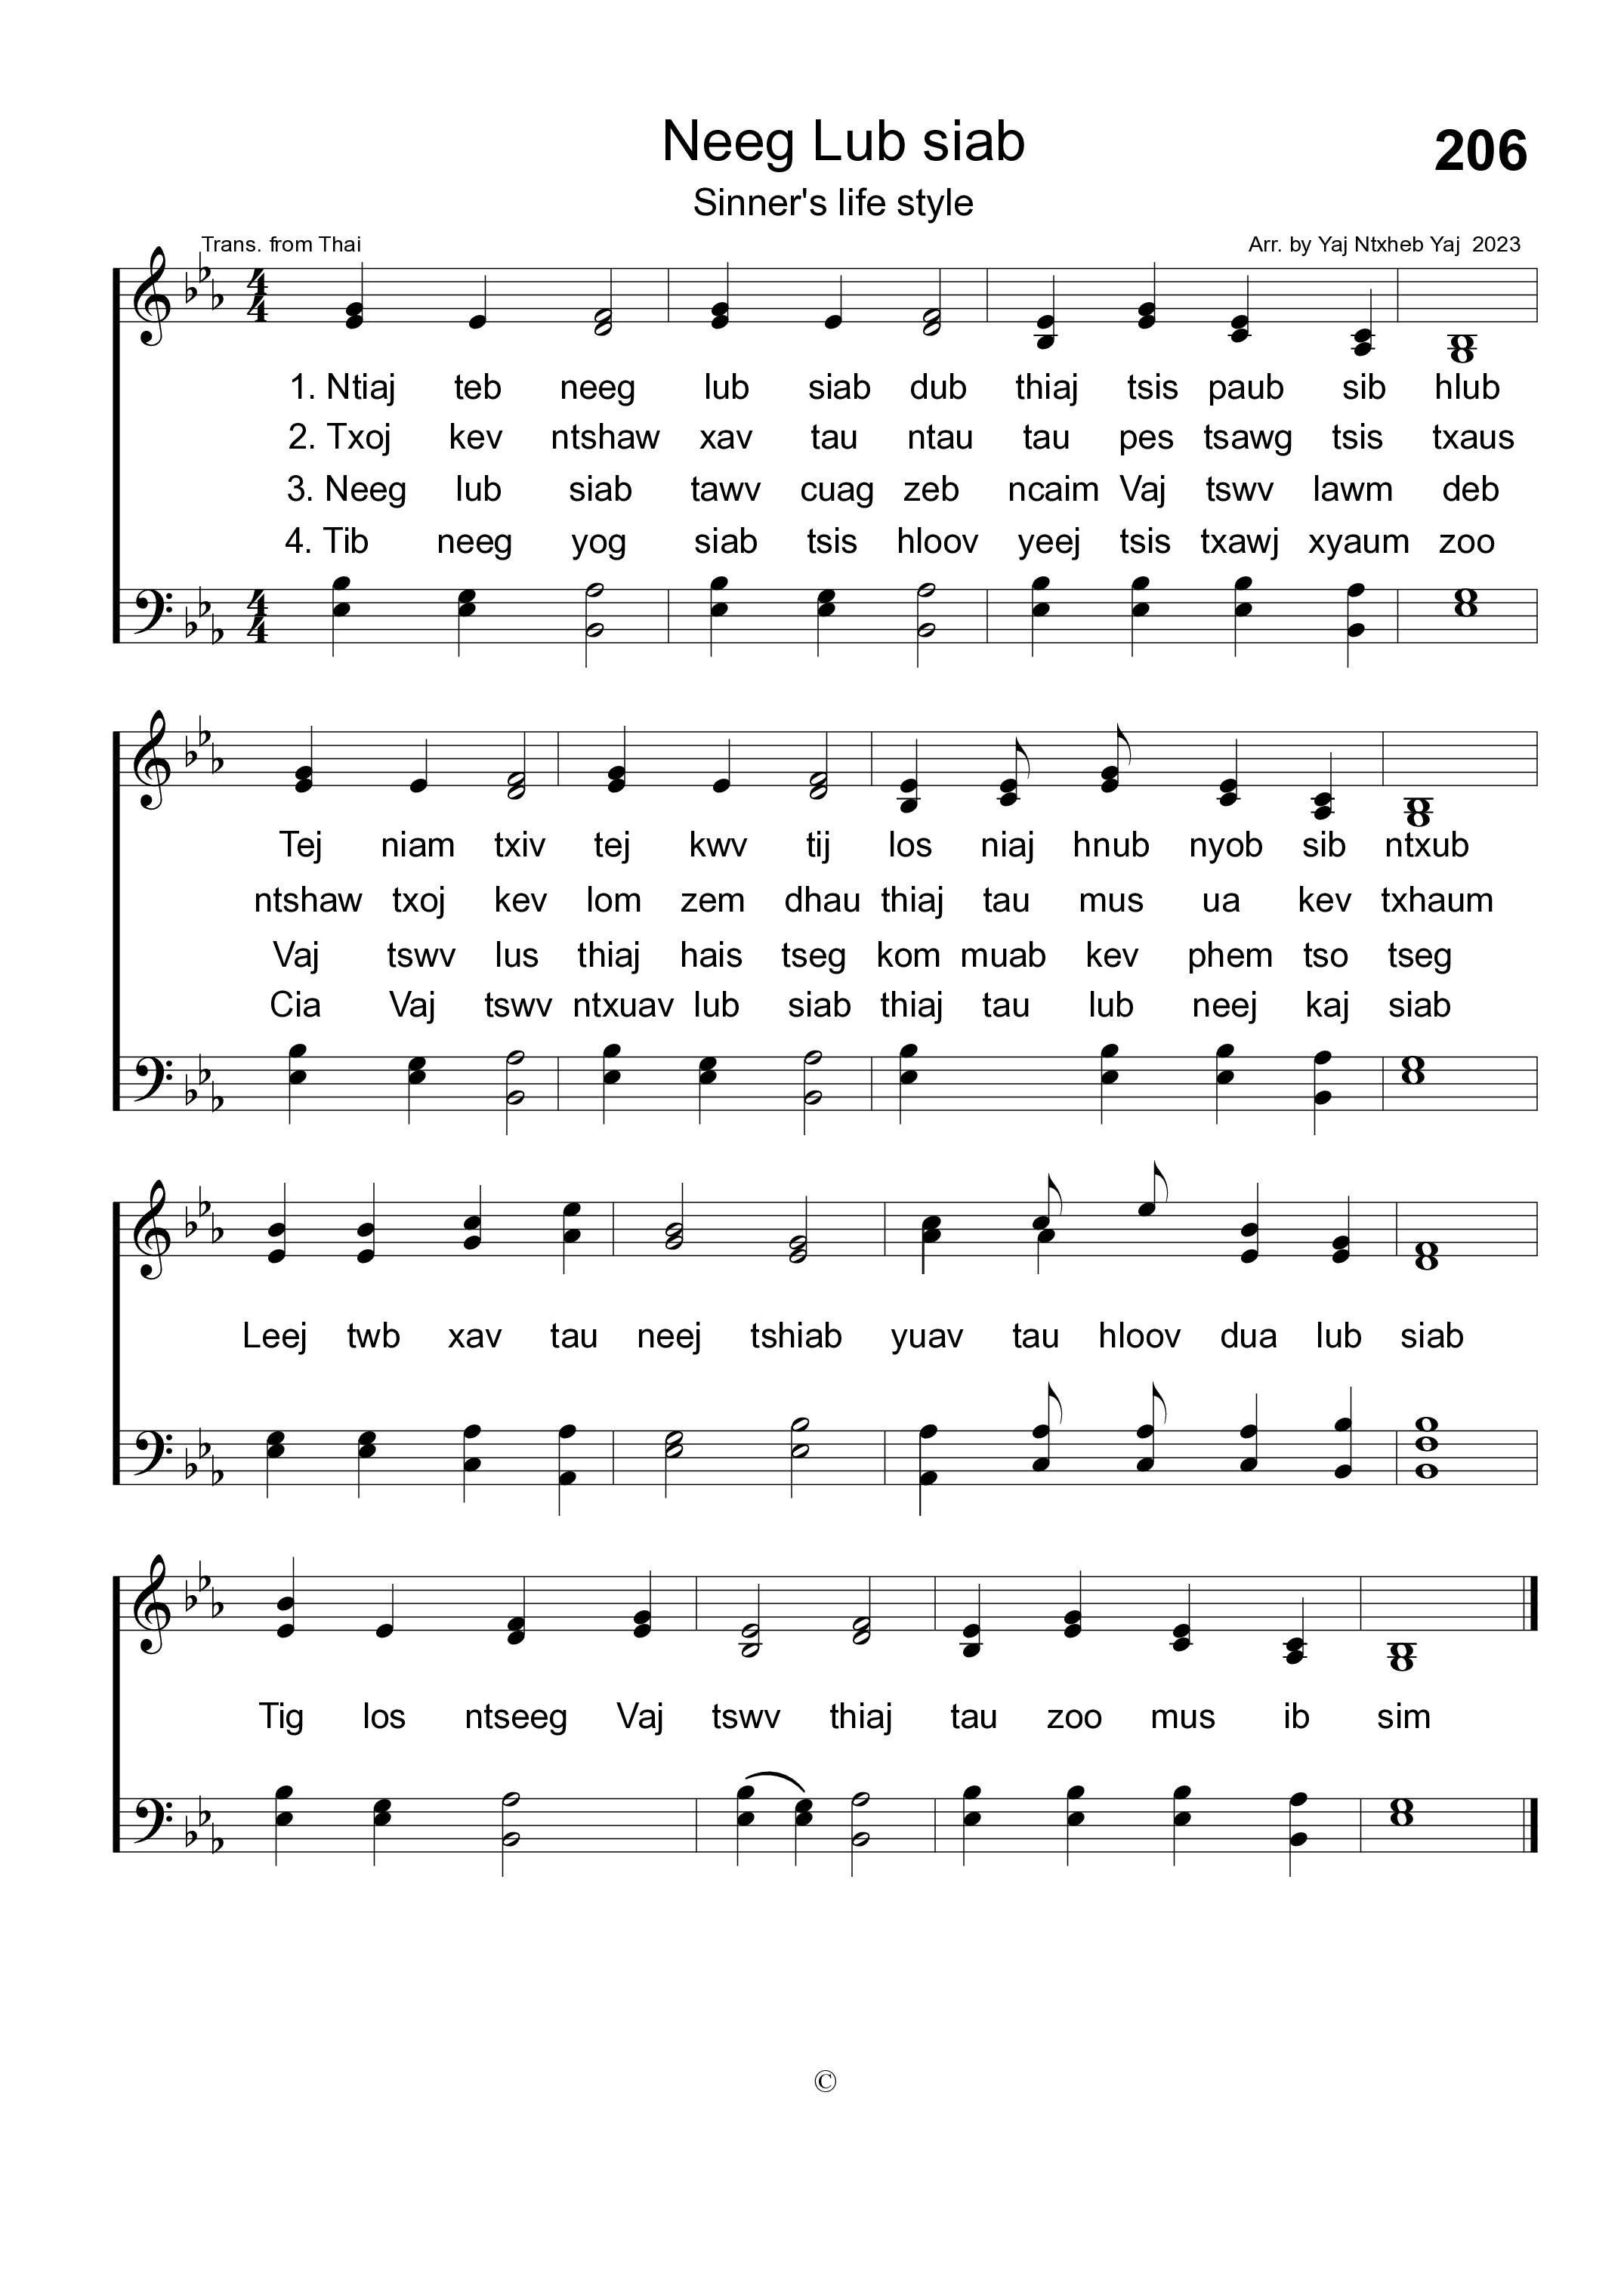 Neeg Lub siab
206
Sinner's life style
Trans. from Thai
Arr. by Yaj Ntxheb Yaj 2023
1. Ntiaj teb neeg lub siab dub thiaj tsis paub sib hlub
2. Txoj kev ntshaw xav tau ntau tau pes tsawg tsis txaus
3. Neeg lub siab tawv cuag zeb ncaim Vaj tswv lawm deb
4. Tib neeg yog siab tsis hloov yeej tsis txawj xyaum zoo
Tej niam txiv tej kwv tij los niaj hnub nyob sib ntxub
ntshaw txoj kev lom zem dhau thiaj tau mus ua kev txhaum
Vaj tswv lus thiaj hais tseg kom muab kev phem tso tseg
Cia Vaj tswv ntxuav lub siab thiaj tau lub neej kaj siab
Leej twb xav tau neej tshiab yuav tau hloov dua lub siab
Tig los ntseeg Vaj tswv thiaj tau zoo mus ib sim
©